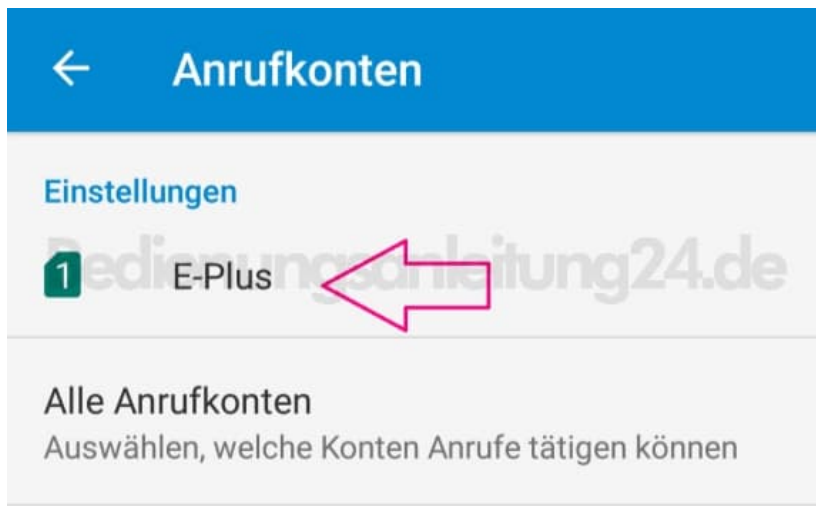 Anrufkonten
Einstellungen
Bedienungsanleitung24.de
1 E-Plus
Alle Anrufkonten
Auswählen, welche Konten Anrufe tätigen können